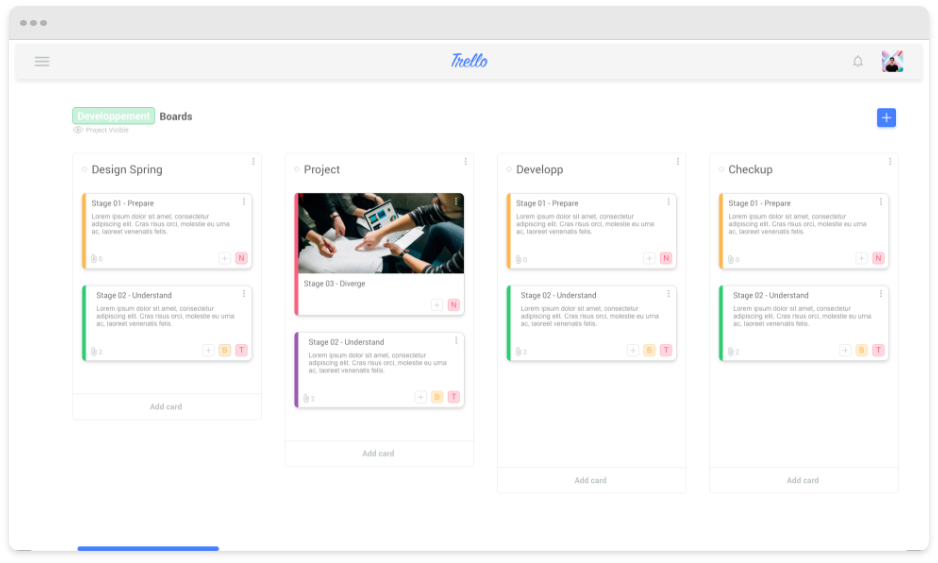 Trello
Developpement Boards
Project Visible
Design Spring
Stage 01 - Prepare
Lorem ipsum dolor sit amet, consectetur
adipiscing elit. Cras risus orci, molestie eu urna
ac, laoreet venenatis felis.
0
+ N
Stage 02 - Understand
Lorem ipsum dolor sit amet, consectetur
adipiscing elit. Cras risus orci, molestie eu urna
ac, laoreet venenatis felis.
+ B T
Add card
Project
Stage 03 - Diverge
+ N
Stage 02 - Understand
Lorem ipsum dolor sit amet, consectetur
adipiscing elit. Cras risus orci, molestie eu urna
ac, laoreet venenatis felis.
+ B T
Add card
Developp
Stage 01 - Prepare
Lorem ipsum dolor sit amet, consectetur
adipiscing elit. Cras risus orci, molestie eu urna
ac, laoreet venenatis felis.
0
+ N
Stage 02 - Understand
Lorem ipsum dolor sit amet, consectetur
adipiscing elit. Cras risus orci, molestie eu urna
ac, laoreet venenatis felis.
+ B T
Add card
Checkup
Stage 01 - Prepare
Lorem ipsum dolor sit amet, consectetur
adipiscing elit. Cras risus orci, molestie eu urna
ac, laoreet venenatis felis.
0
+ N
Stage 02 - Understand
Lorem ipsum dolor sit amet, consectetur
adipiscing elit. Cras risus orci, molestie eu urna
ac, laoreet venenatis felis.
+ B T
Add card